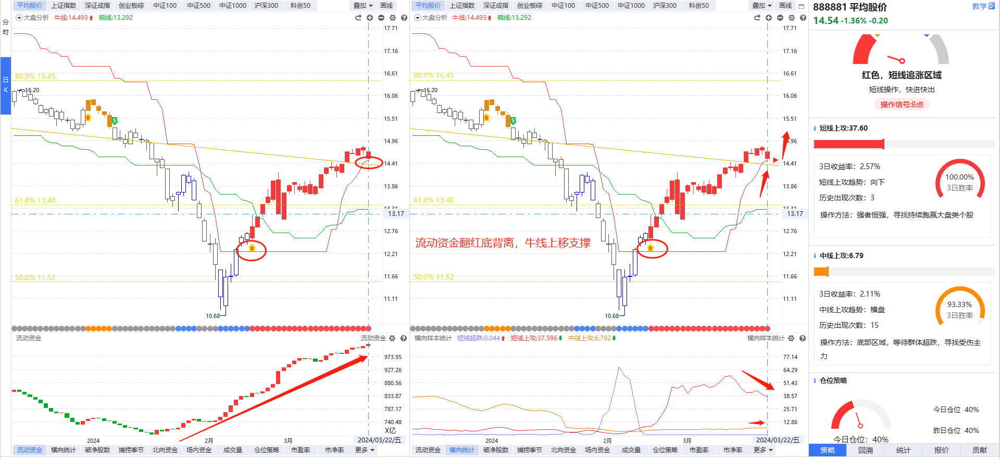 平均股价 上证指数 深证成指 创业板综 中证100 中证500 中证1000 沪深300 科创50 叠加 画线
大盘分析 牛线:14.493 熊线:13.292
分时
日K
17.71
17.16
16.61
80.9% 16.45
16.20
16.06
15.51
14.96
14.41
13.86
61.8% 13.40
13.31
13.17
12.76
12.21
50.0% 11.52
11.66
11.11
10.68
B
S
B
流动资金 流动资金
973.95
927.26
880.56
833.87
787.17
740.48
X亿
2024 2月 3月 2024/03/22/五
流动资金 横向统计 破净股数 捕捞季节 北向资金 场内资金 成交量 仓位策略 市盈率 市净率 更多
平均股价 上证指数 深证成指 创业板综 中证100 中证500 中证1000 沪深300 科创50 叠加 画线
大盘分析 牛线:14.493 熊线:13.292
17.71
17.16
16.61
80.9% 16.45
16.20
16.06
15.51
14.96
14.41
13.86
61.8% 13.40
13.31
13.17
12.76
流动资金翻红底背离，牛线上移支撑
12.21
50.0% 11.52
11.66
11.11
10.68
B
S
B
横向样本统计 短线超跌:0.044 短线上攻:37.596 中线上攻:6.792 横向样本统计
77.14
64.29
51.43
38.57
25.71
12.86
2024 2月 3月 2024/03/22/五
流动资金 横向统计 破净股数 捕捞季节 北向资金 场内资金 成交量 仓位策略 市盈率 市净率 更多
888881 平均股价 教学
14.54 -1.36% -0.20
红色，短线追涨区域
短线操作，快进快出
操作信号:B点
短线上攻:37.60
3日收益率：2.57%
短线上攻趋势：向下
历史出现次数：3
100.00%
3日胜率
操作方法：强者恒强，寻找持续跑赢大盘类个股
中线上攻:6.79
3日收益率：2.11%
中线上攻趋势：横盘
历史出现次数：15
93.33%
3日胜率
操作方法：底部区域，等待群体超跌，寻找受伤主
力
仓位策略
今日仓位 40%
昨日仓位 40%
今日仓位：40%
策略 回溯 统计 报价 贡献